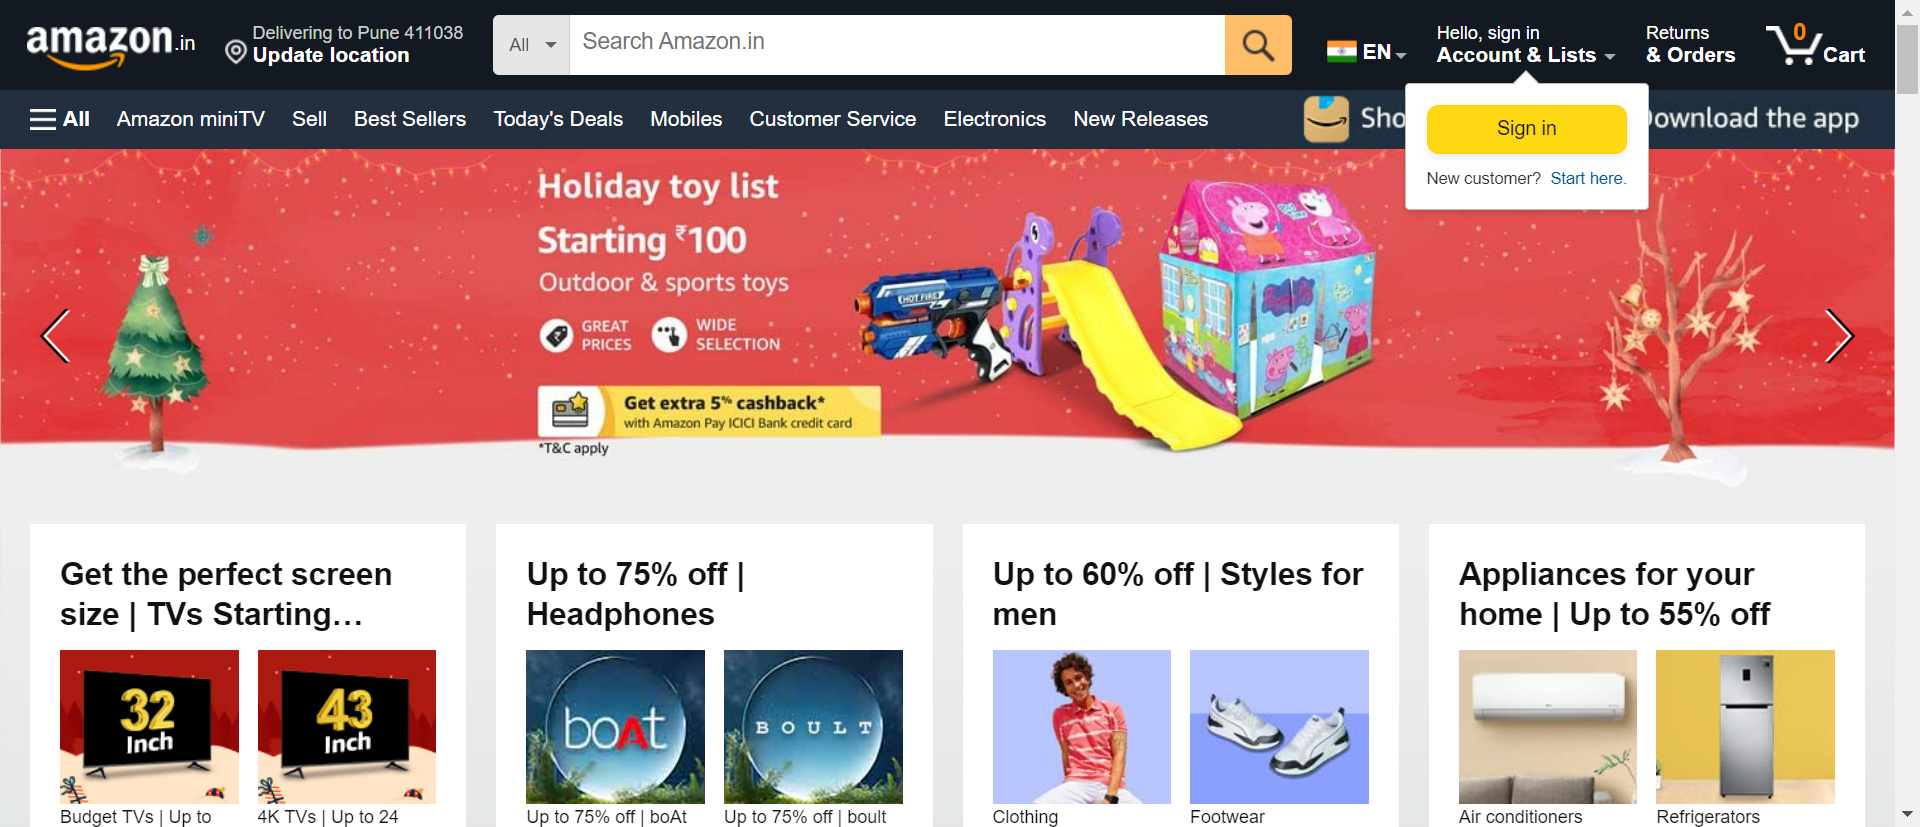 amazon.in
Delivering to Pune 411038
Update location
All
Search Amazon.in
EN
Hello, sign in
Account & Lists
Returns
& Orders
0
Cart
All
Amazon miniTV
Sell
Best Sellers
Today's Deals
Mobiles
Customer Service
Electronics
New Releases
Sho
ownload the app
Sign in
New customer? Start here.
Holiday toy list
Starting ₹100
Outdoor & sports toys
GREAT
PRICES
WIDE
SELECTION
Get extra 5% cashback*
with Amazon Pay ICICI Bank credit card
*T&C apply
HOT FIRE
Get the perfect screen
size | TVs Starting…
32
Inch
43
Inch
Budget TVs | Up to
4K TVs | Up to 24
Up to 75% off |
Headphones
boAt
BOULT
Up to 75% off | boAt
Up to 75% off | boult
Up to 60% off | Styles for
men
Clothing
Footwear
Appliances for your
home | Up to 55% off
Air conditioners
Refrigerators